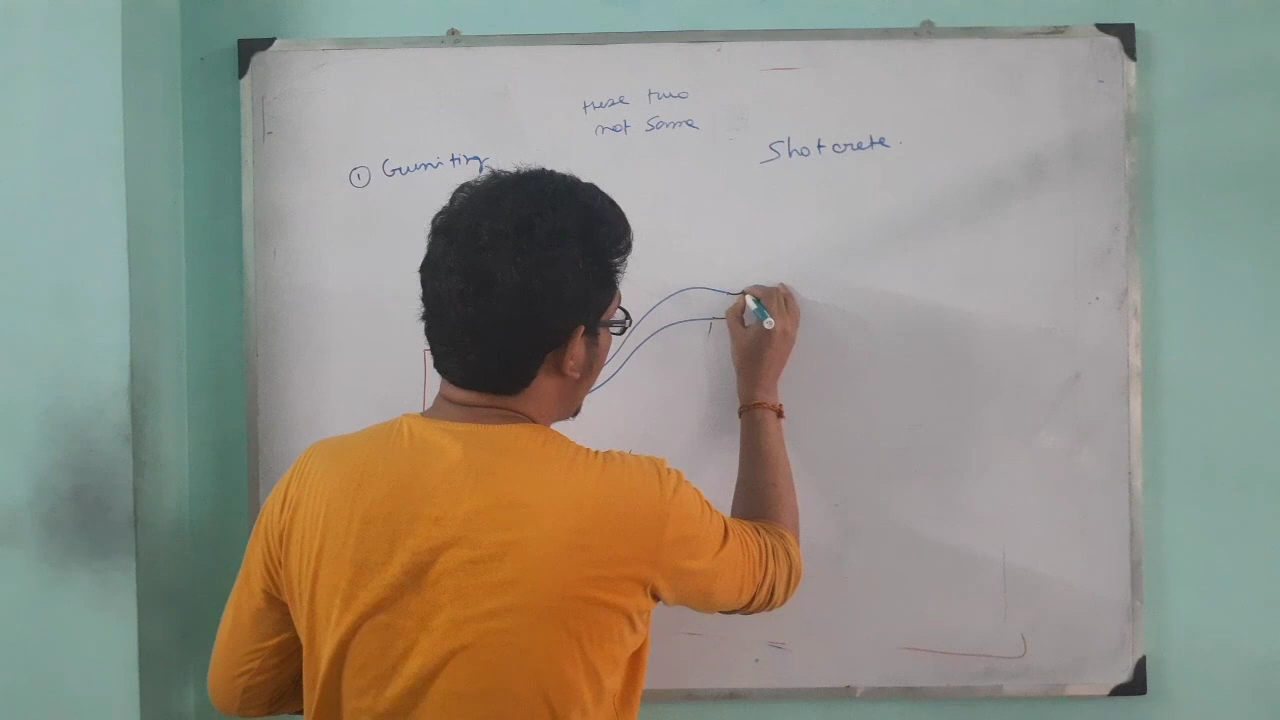 these two
not same
Shotcrete.
① Guniting